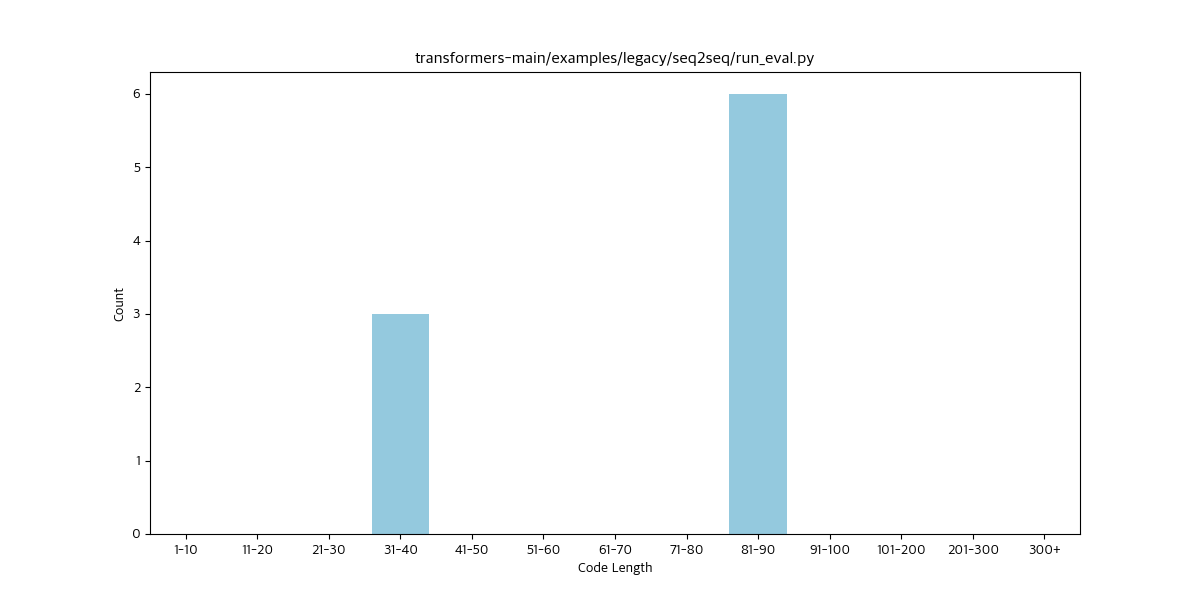 transformers-main/examples/legacy/seq2seq/run_eval.py
6
5
4
3
2
1
0
Count
1-10 11-20 21-30 31-40 41-50 51-60 61-70 71-80 81-90 91-100 101-200 201-300 300+
Code Length